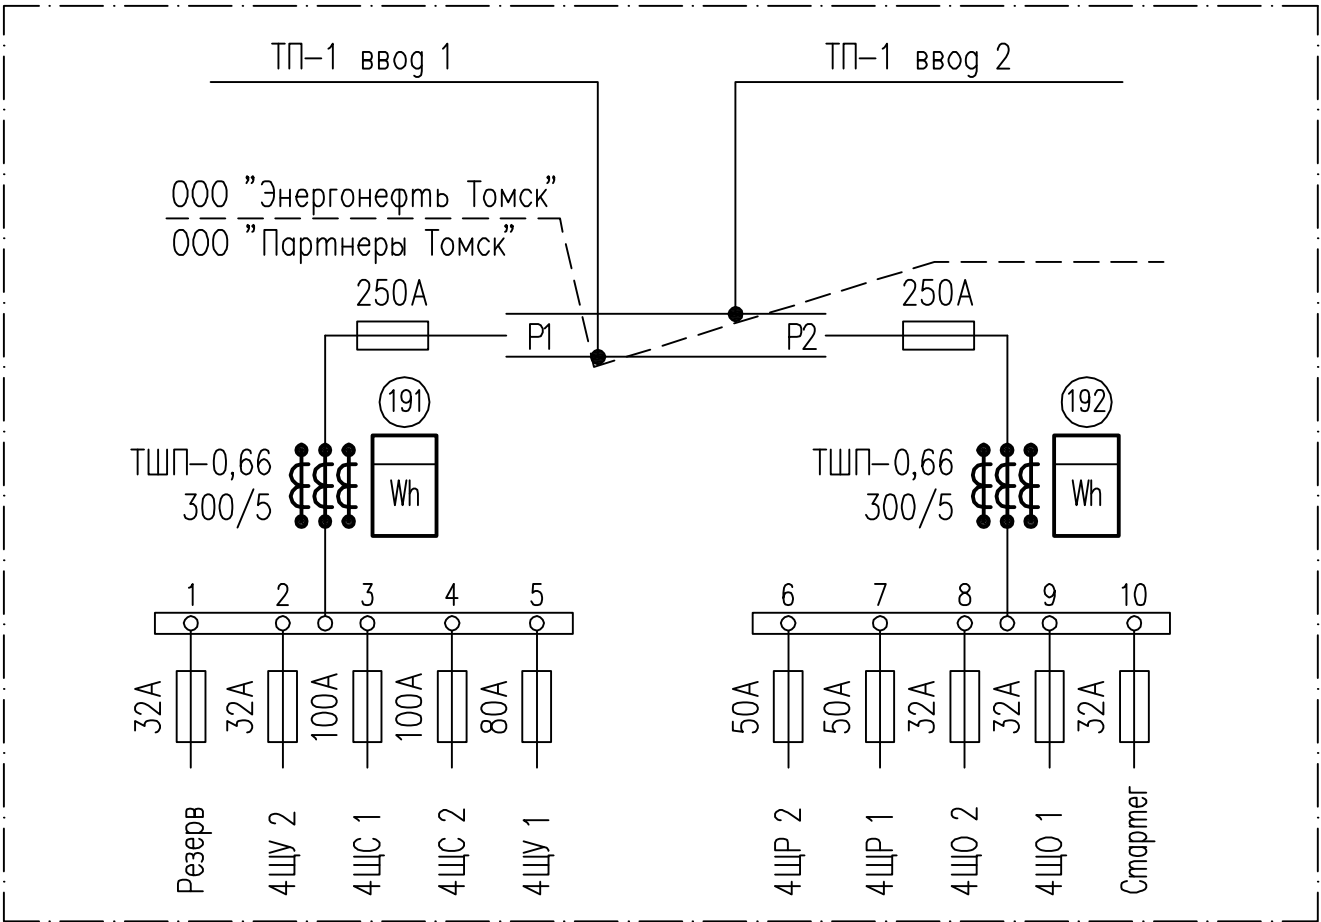 ТП-1 ввод 1
ТП-1 ввод 2
ООО "Энергонефть Томск"
ООО "Партнеры Томск"
250А
250А
Р1
Р2
191
192
ТШП-0,66
300/5
Wh
ТШП-0,66
300/5
Wh
1 2 3 4 5
6 7 8 9 10
32А 32А 100А 100А 80А
50А 50А 32А 32А 32А
Резерв
4ЩУ 2
4ЩС 1
4ЩС 2
4ЩУ 1
4ЩР 2
4ЩР 1
4ЩО 2
4ЩО 1
Стартег